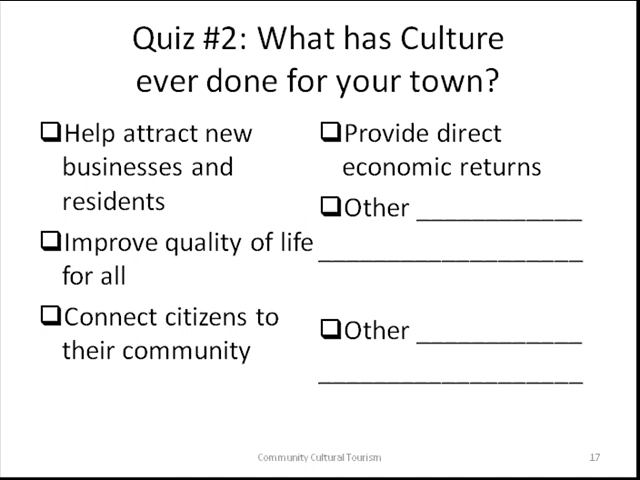 Quiz #2: What has Culture
ever done for your town?
❑Help attract new
businesses and
residents
❑Improve quality of life
for all
❑Connect citizens to
their community
❑Provide direct
economic returns
❑Other ____________
___________________
❑Other ____________
___________________
Community Cultural Tourism
17